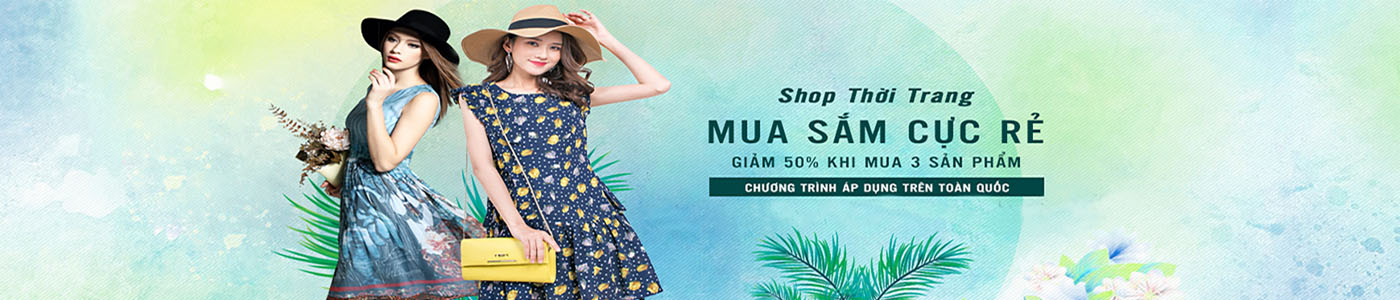 Shop Thời Trang
MUA SẮM CỰC RẺ
GIẢM 50% KHI MUA 3 SẢN PHẨM
CHƯƠNG TRÌNH ÁP DỤNG TRÊN TOÀN QUỐC